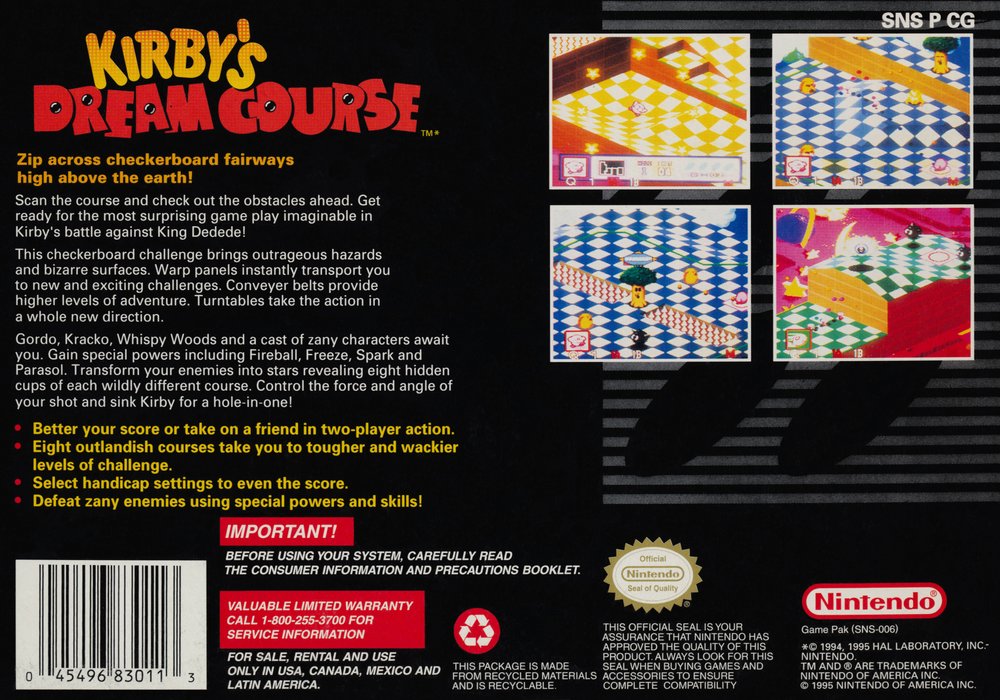 SNS P CG
KIRBY'S
DREAM COURSE
TM*
Zip across checkerboard fairways
high above the earth!
Scan the course and check out the obstacles ahead. Get
ready for the most surprising game play imaginable in
Kirby's battle against King Dedede!
This checkerboard challenge brings outrageous hazards
and bizarre surfaces. Warp panels instantly transport you
to new and exciting challenges. Conveyer belts provide
higher levels of adventure. Turntables take the action in
a whole new direction.
Gordo, Kracko, Whispy Woods and a cast of zany characters await
you. Gain special powers including Fireball, Freeze, Spark and
Parasol. Transform your enemies into stars revealing eight hidden
cups of each wildly different course. Control the force and angle of
your shot and sink Kirby for a hole-in-one!
• Better your score or take on a friend in two-player action.
• Eight outlandish courses take you to tougher and wackier
levels of challenge.
• Select handicap settings to even the score.
• Defeat zany enemies using special powers and skills!
IMPORTANT!
BEFORE USING YOUR SYSTEM, CAREFULLY READ
THE CONSUMER INFORMATION AND PRECAUTIONS BOOKLET.
VALUABLE LIMITED WARRANTY
CALL 1-800-255-3700 FOR
SERVICE INFORMATION
FOR SALE, RENTAL AND USE
ONLY IN USA, CANADA, MEXICO AND
LATIN AMERICA.
0 45496 83011 3
THIS PACKAGE IS MADE
FROM RECYCLED MATERIALS
AND IS RECYCLABLE.
Official
Nintendo
Seal of Quality
®
THIS OFFICIAL SEAL IS YOUR
ASSURANCE THAT NINTENDO HAS
APPROVED THE QUALITY OF THIS
PRODUCT. ALWAYS LOOK FOR THIS
SEAL WHEN BUYING GAMES AND
ACCESSORIES TO ENSURE
COMPLETE COMPATIBILITY
Nintendo®
Game Pak (SNS-006)
*© 1994, 1995 HAL LABORATORY, INC.-
NINTENDO.
TM AND ® ARE TRADEMARKS OF
NINTENDO OF AMERICA INC.
© 1995 NINTENDO OF AMERICA INC.